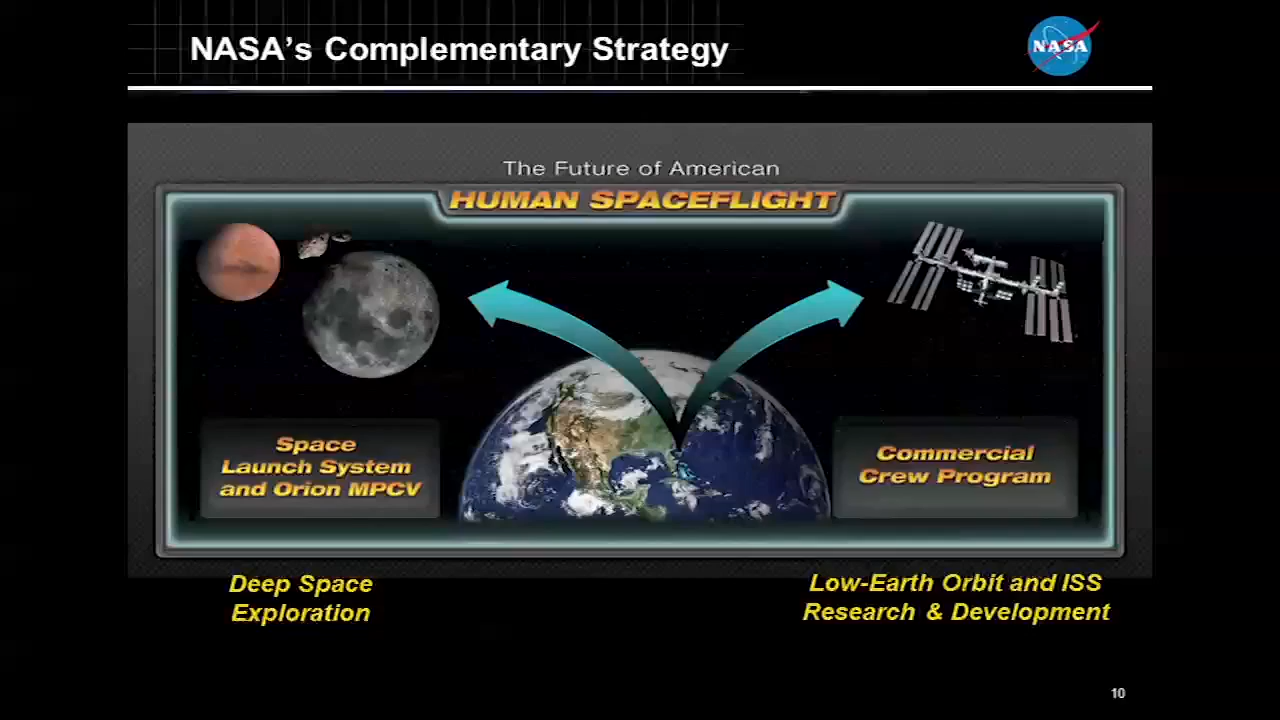 NASA's Complementary Strategy
NASA
The Future of American
HUMAN SPACEFLIGHT
Space
Launch System
and Orion MPCV
Commercial
Crew Program
Deep Space
Exploration
Low-Earth Orbit and ISS
Research & Development
10